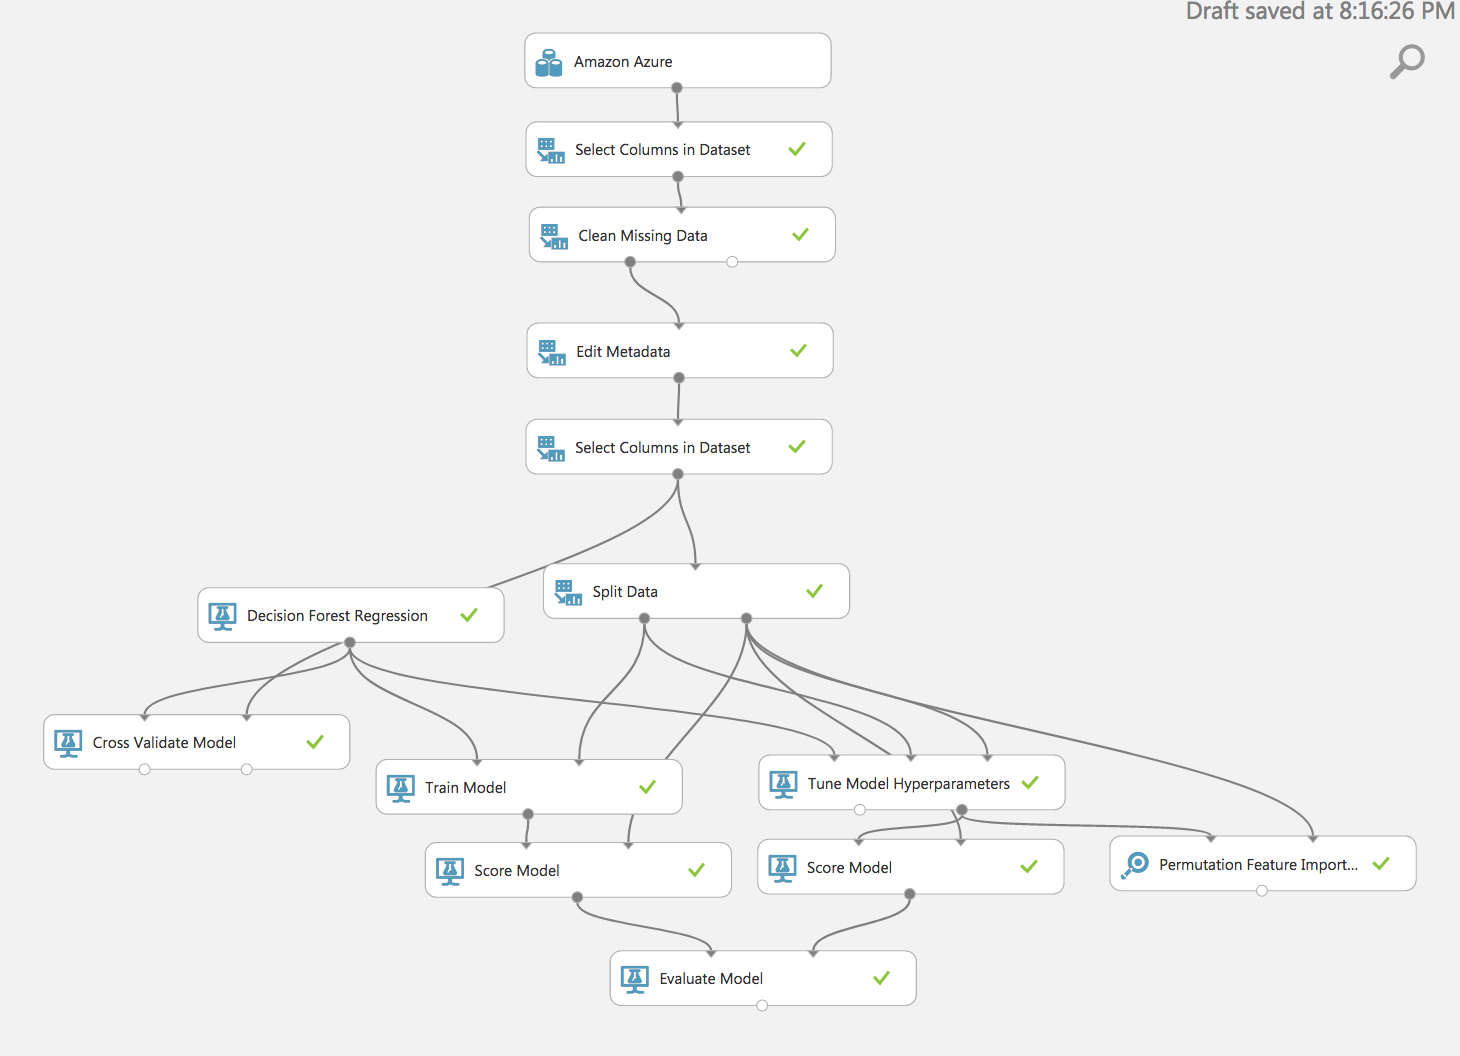 Draft saved at 8:16:26 PM
Amazon Azure
Select Columns in Dataset
Clean Missing Data
Edit Metadata
Select Columns in Dataset
Split Data
Decision Forest Regression
Cross Validate Model
Train Model
Tune Model Hyperparameters
Score Model
Score Model
Permutation Feature Import...
Evaluate Model